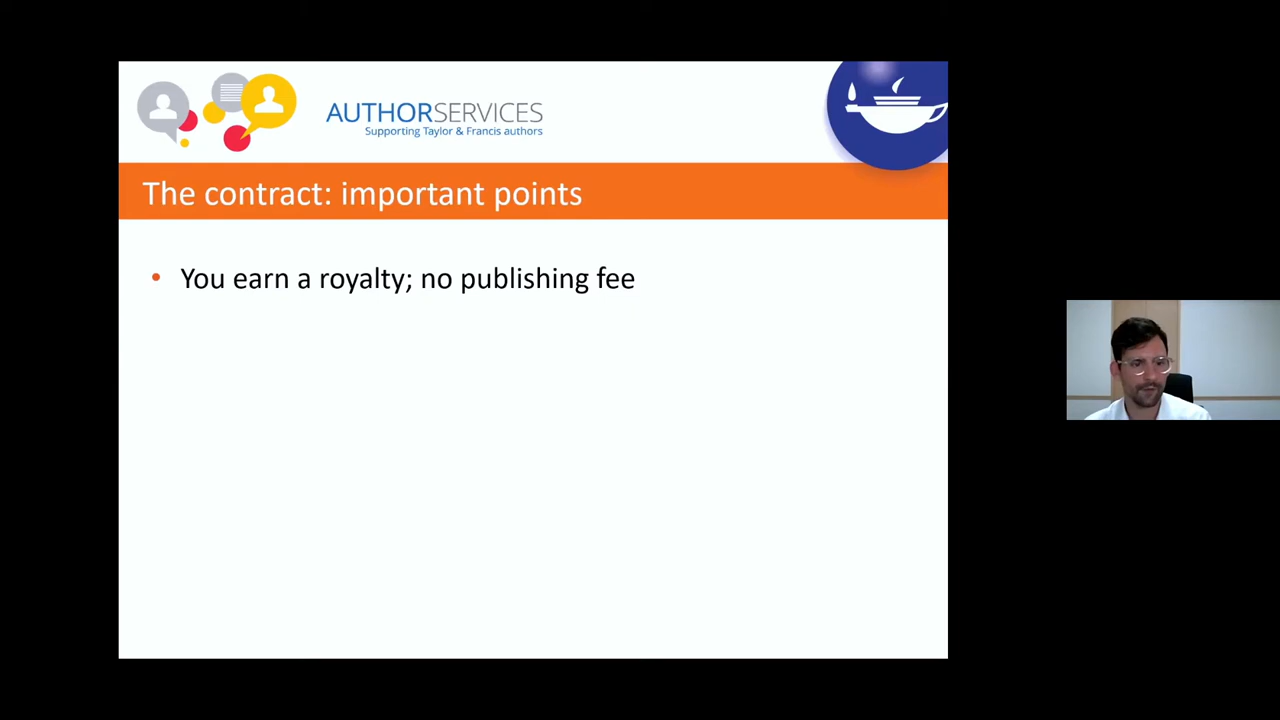 AUTHORSERVICES
Supporting Taylor & Francis authors
The contract: important points
• You earn a royalty; no publishing fee